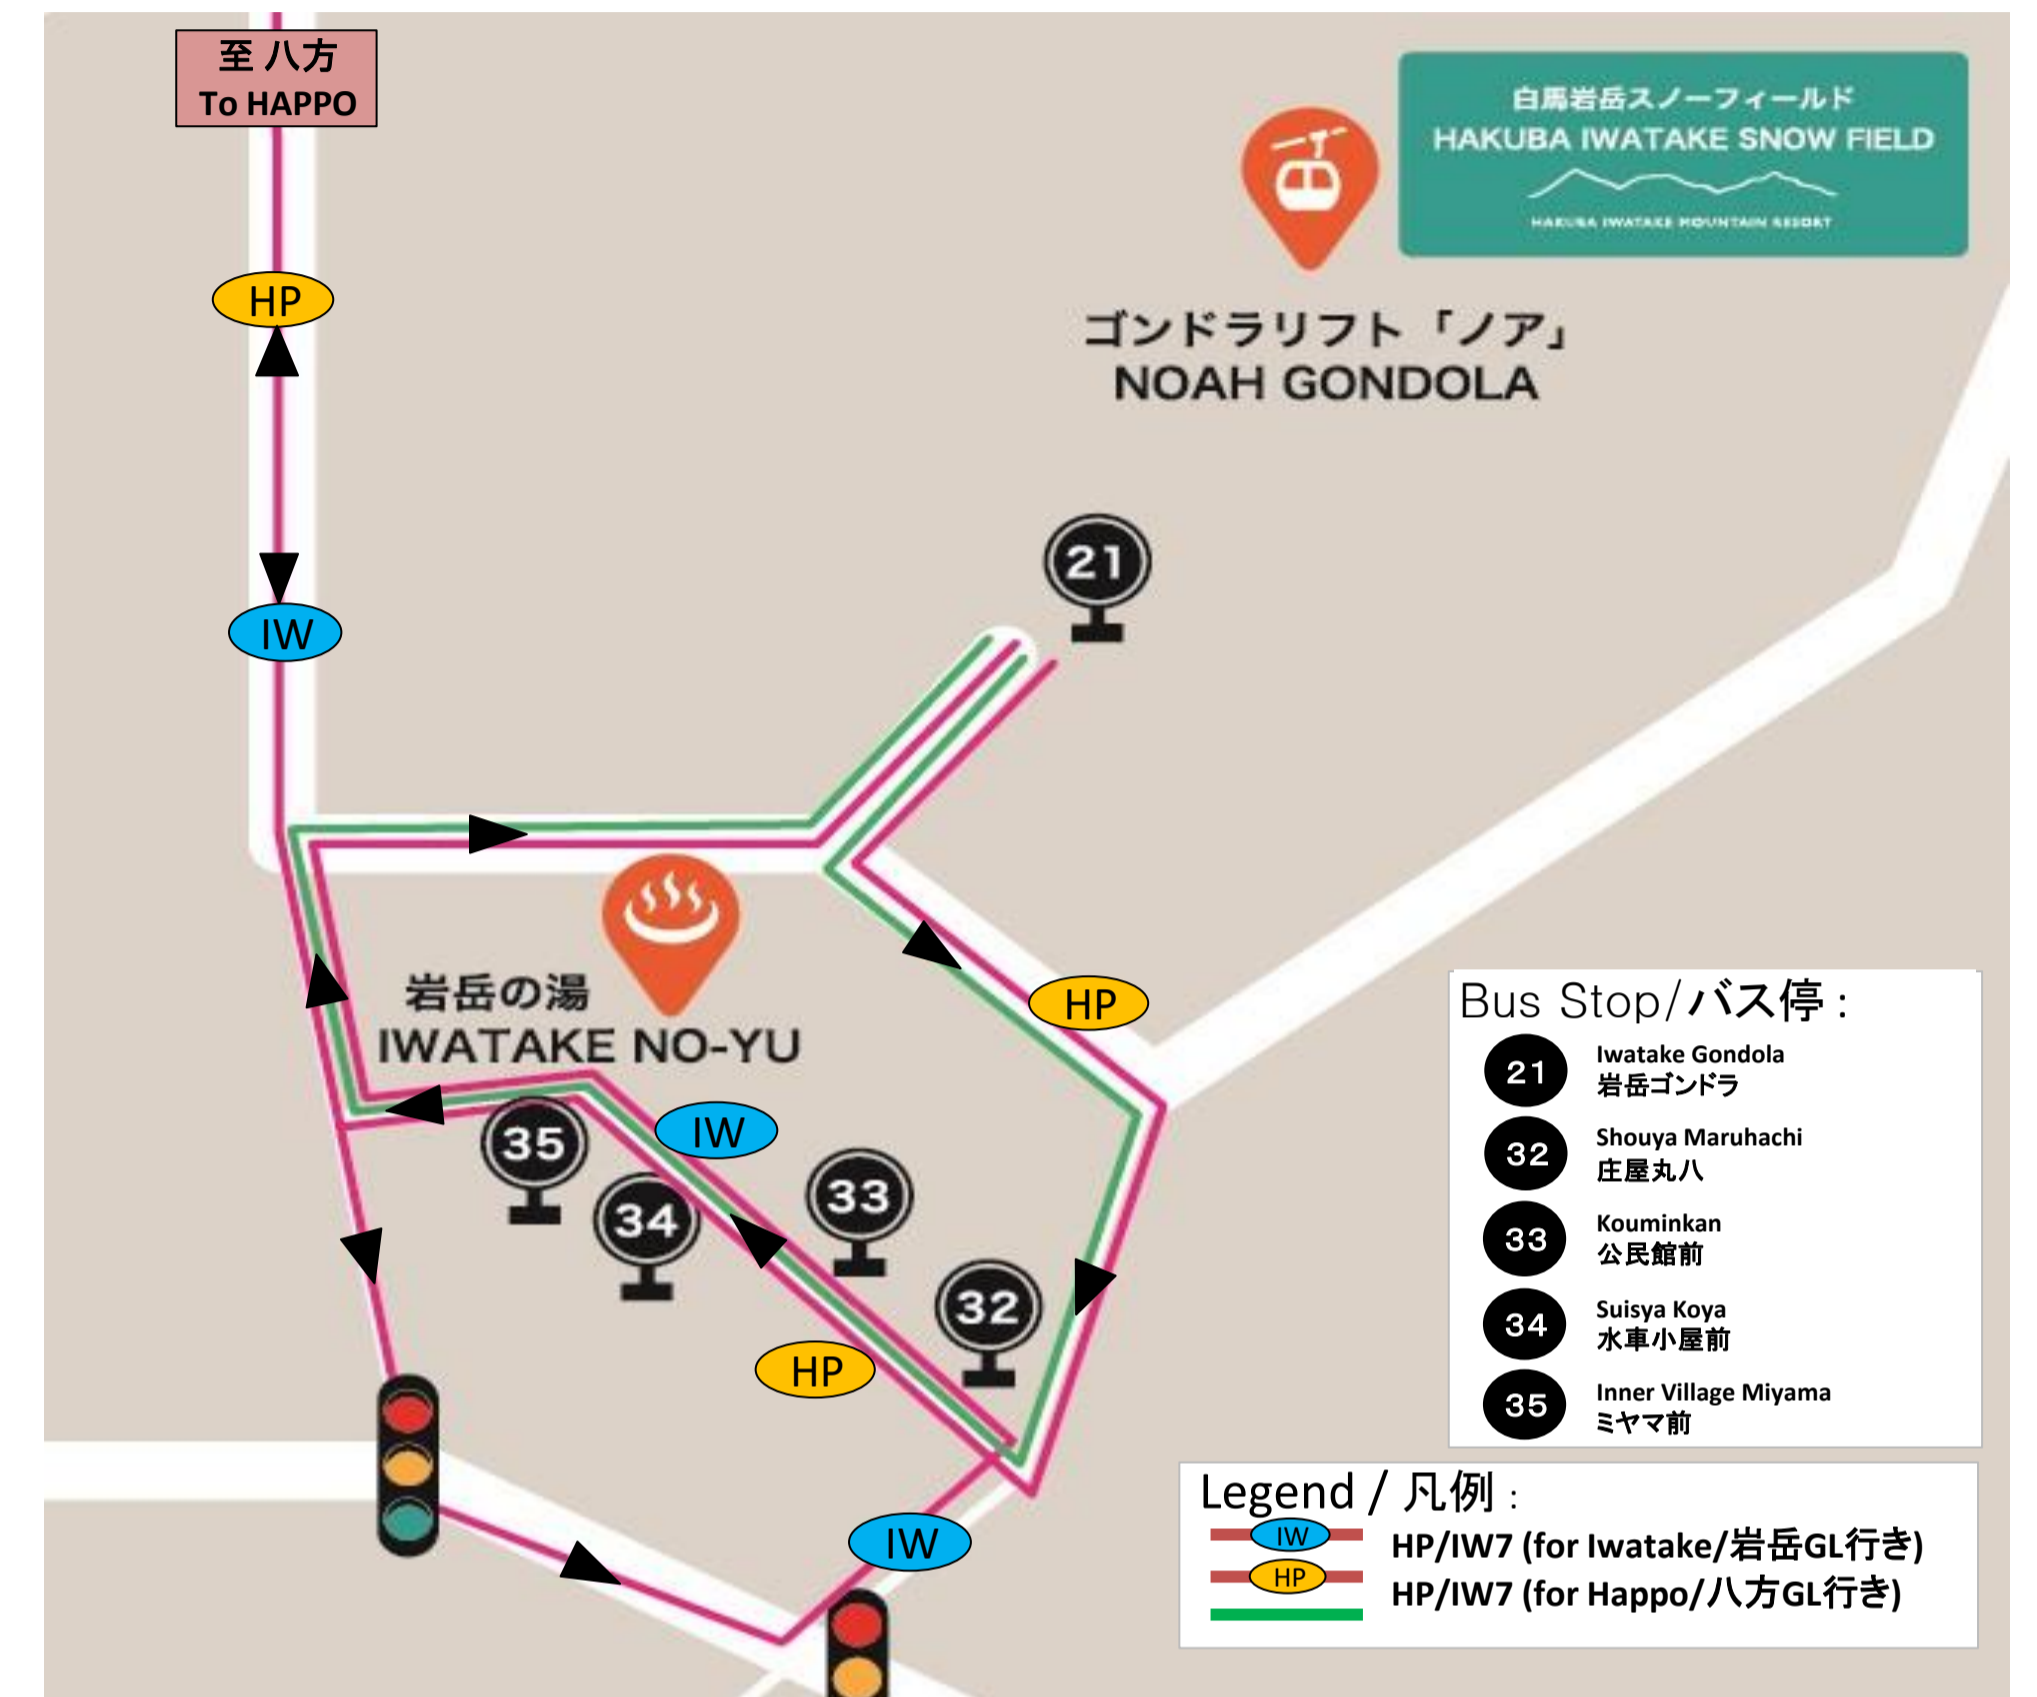 至 八方
To HAPPO
白馬岩岳スノーフィールド
HAKUBA IWATAKE SNOW FIELD
HAKUBA IWATAKE MOUNTAIN RESORT
HP
ゴンドラリフト「ノア」
NOAH GONDOLA
21
IW
岩岳の湯
IWATAKE NO-YU
HP
IW
35
34
33
32
HP
IW
Bus Stop/バス停 :
21 Iwatake Gondola
岩岳ゴンドラ
32 Shouya Maruhachi
庄屋丸八
33 Kouminkan
公民館前
34 Suisya Koya
水車小屋前
35 Inner Village Miyama
ミヤマ前
Legend / 凡例 :
IW HP/IW7 (for Iwatake/岩岳GL行き)
HP HP/IW7 (for Happo/八方GL行き)